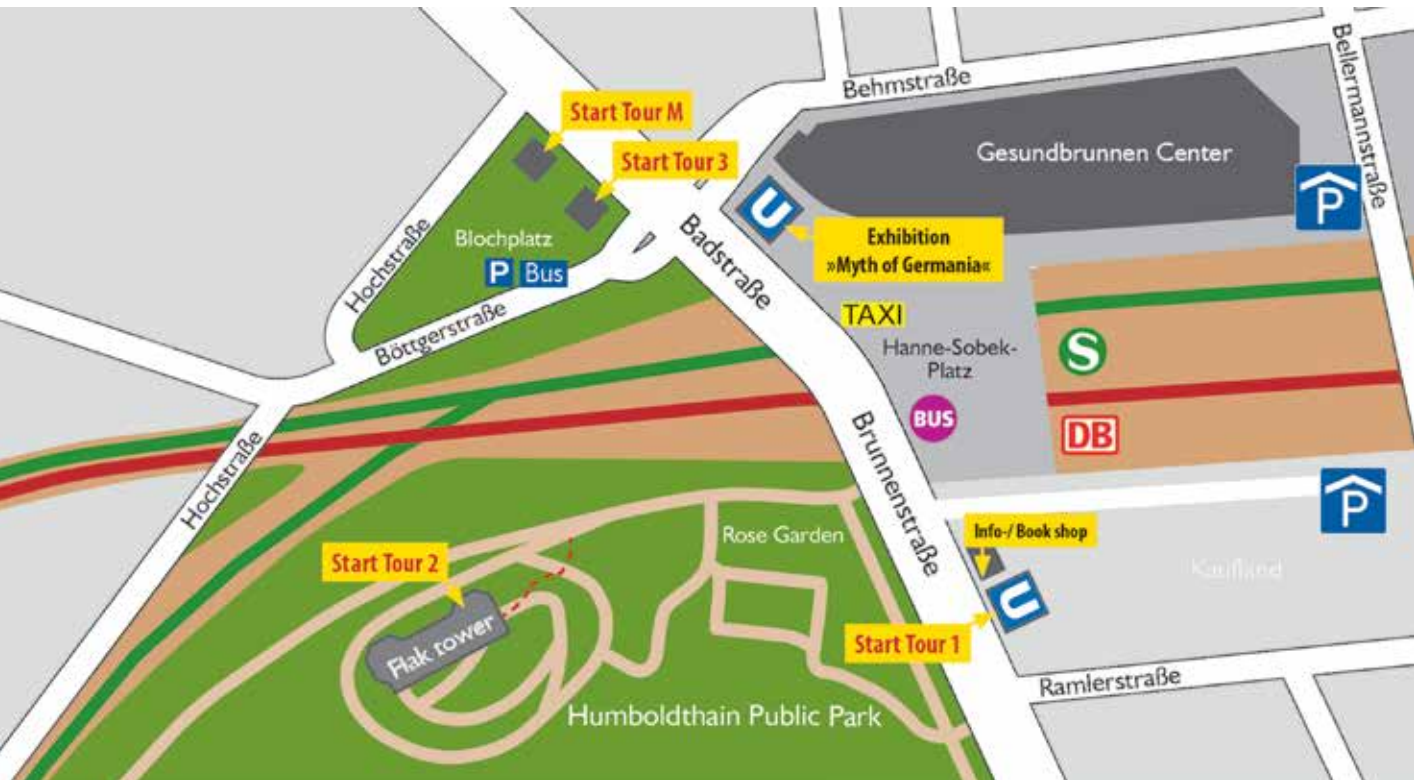 Behmstraße
Bellermannstraße
Start Tour M
Start Tour 3
Gesundbrunnen Center
P
U
Exhibition
»Myth of Germania«
Hochstraße
Blochplatz
P Bus
Badstraße
Böttgerstraße
TAXI
Hanne-Sobek-
Platz
S
BUS
DB
Hochstraße
Brunnenstraße
P
Rose Garden
Info-/ Book shop
Kaufland
Start Tour 2
Flak tower
U
Start Tour 1
Ramlerstraße
Humboldthain Public Park